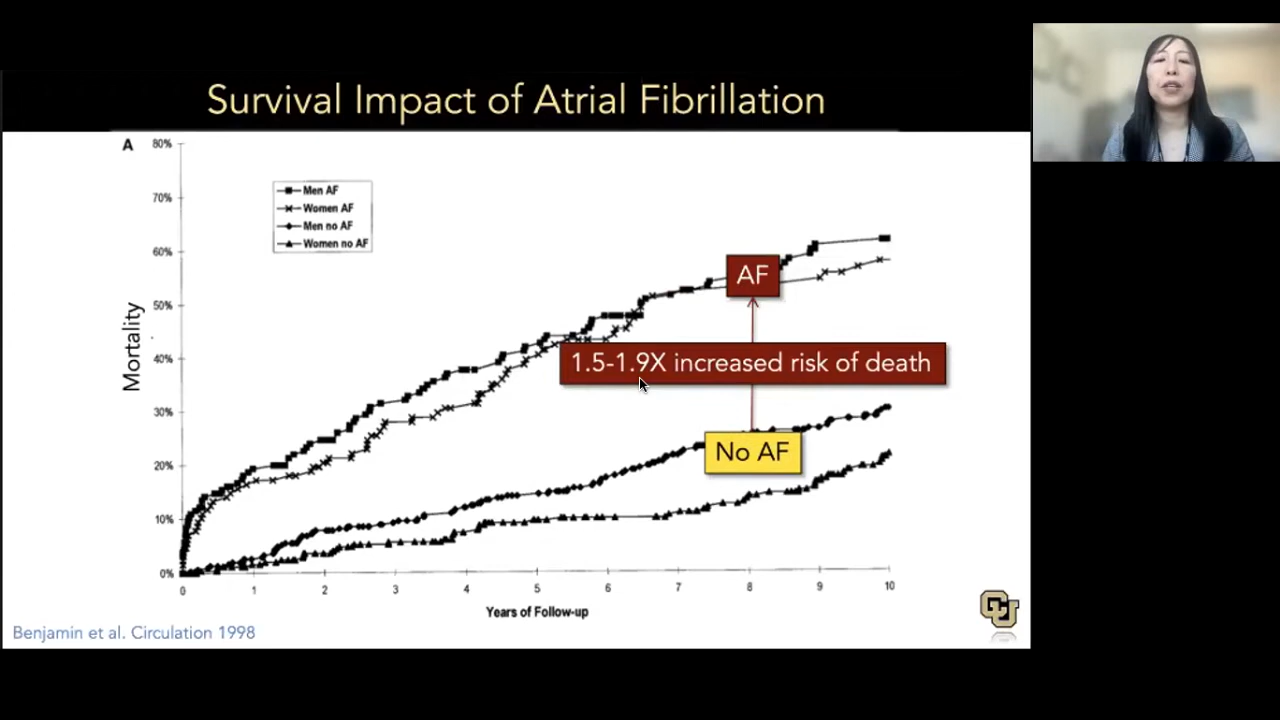 Survival Impact of Atrial Fibrillation
A
80%
70%
60%
50%
40%
30%
20%
10%
0%
Mortality
Men AF
Women AF
Men no AF
Women no AF
AF
1.5-1.9X increased risk of death
No AF
0 1 2 3 4 5 6 7 8 9 10
Years of Follow-up
Benjamin et al. Circulation 1998
CU